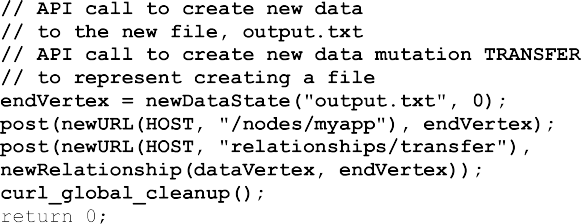 // API call to create new data
// to the new file, output.txt
// API call to create new data mutation TRANSFER
// to represent creating a file
endVertex = newDataState("output.txt", 0);
post(newURL(HOST, "/nodes/myapp"), endVertex);
post(newURL(HOST, "relationships/transfer"),
newRelationship(dataVertex, endVertex));
curl_global_cleanup();
return 0;